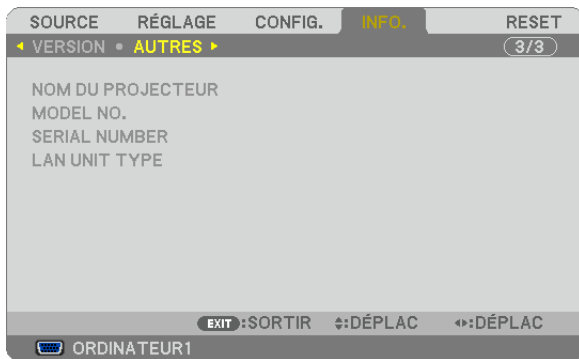 SOURCE RÉGLAGE CONFIG. INFO. RESET
VERSION • AUTRES 3/3
NOM DU PROJECTEUR
MODEL NO.
SERIAL NUMBER
LAN UNIT TYPE
EXIT:SORTIR :DÉPLAC :DÉPLAC
ORDINATEUR1